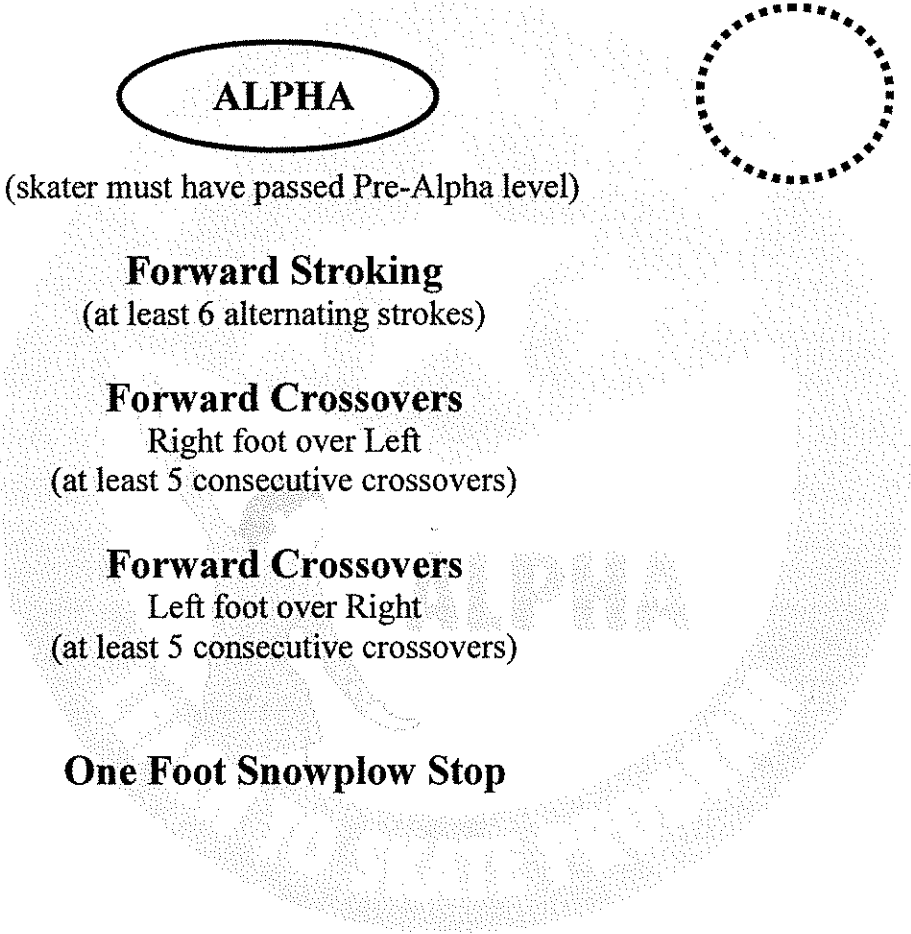 ALPHA
(skater must have passed Pre-Alpha level)
Forward Stroking
(at least 6 alternating strokes)
Forward Crossovers
Right foot over Left
(at least 5 consecutive crossovers)
Forward Crossovers
Left foot over Right
(at least 5 consecutive crossovers)
ALPHA
One Foot Snowplow Stop